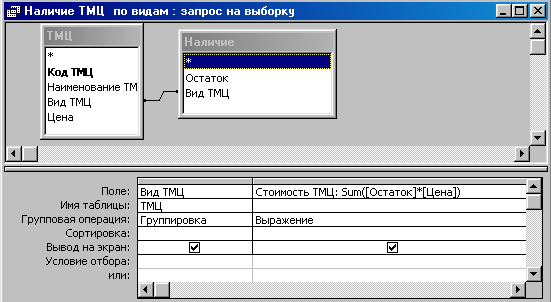 Наличие ТМЦ по видам : запрос на выборку
ТМЦ
*
Код ТМЦ
Наименование ТМ
Вид ТМЦ
Цена
Наличие
*
Остаток
Вид ТМЦ
Поле: Вид ТМЦ Стоимость ТМЦ: Sum([Остаток]*[Цена])
Имя таблицы: ТМЦ
Групповая операция: Группировка Выражение
Сортировка:
Вывод на экран:
Условие отбора:
или: